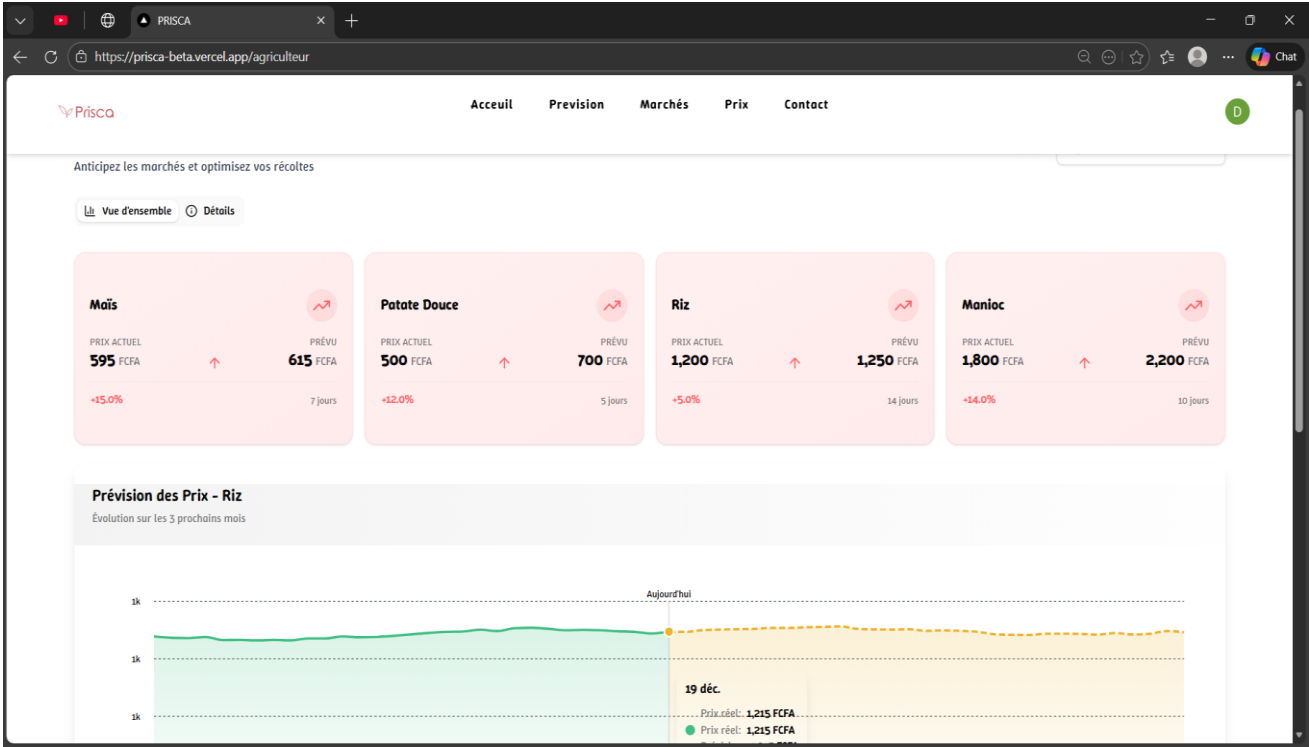 PRISCA
https://prisca-beta.vercel.app/agriculteur
Chat
Prisca
Acceuil Prevision Marchés Prix Contact
D
Anticipez les marchés et optimisez vos récoltes
Vue d'ensemble Détails
Maïs
PRIX ACTUEL PRÉVU
595 FCFA 615 FCFA
+15.0% 7 jours
Patate Douce
PRIX ACTUEL PRÉVU
500 FCFA 700 FCFA
+12.0% 5 jours
Riz
PRIX ACTUEL PRÉVU
1,200 FCFA 1,250 FCFA
+5.0% 14 jours
Manioc
PRIX ACTUEL PRÉVU
1,800 FCFA 2,200 FCFA
+14.0% 10 jours
Prévision des Prix - Riz
Évolution sur les 3 prochains mois
Aujourd'hui
1k
1k
1k
19 déc.
Prix réel: 1,215 FCFA
Prix réel: 1,215 FCFA